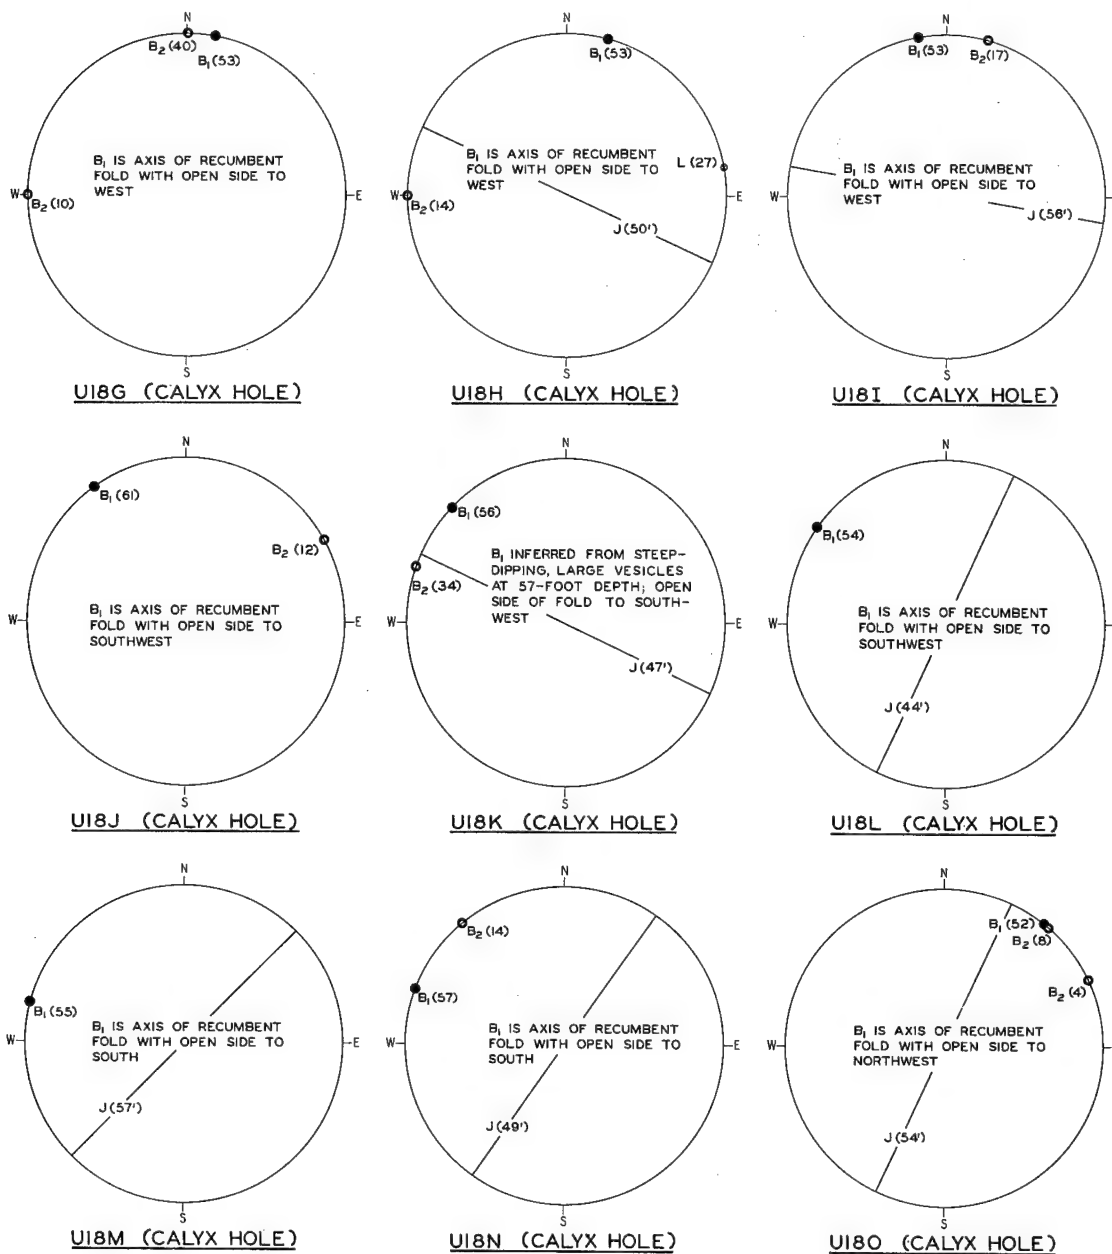 N
B₂(40)
B₁(53)
B₁ IS AXIS OF RECUMBENT
FOLD WITH OPEN SIDE TO
WEST
W
E
B₂(10)
S
U18G (CALYX HOLE)
N
B₁(53)
B₁ IS AXIS OF RECUMBENT
FOLD WITH OPEN SIDE TO
WEST
L (27)
W
E
B₂(14)
J(50')
S
U18H (CALYX HOLE)
N
B₁(53)
B₂(17)
B₁ IS AXIS OF RECUMBENT
FOLD WITH OPEN SIDE TO
WEST
W
J(56')
S
U18I (CALYX HOLE)
N
B₁(61)
B₂(12)
B₁ IS AXIS OF RECUMBENT
FOLD WITH OPEN SIDE TO
SOUTHWEST
W
E
S
U18J (CALYX HOLE)
N
B₁(56)
B₂(34)
B₁ INFERRED FROM STEEP-
DIPPING, LARGE VESICLES
AT 57-FOOT DEPTH; OPEN
SIDE OF FOLD TO SOUTH-
WEST
W
E
J(47')
S
U18K (CALYX HOLE)
N
B₁(54)
B₁ IS AXIS OF RECUMBENT
FOLD WITH OPEN SIDE TO
SOUTHWEST
W
J(44')
S
U18L (CALYX HOLE)
N
B₁(55)
B₁ IS AXIS OF RECUMBENT
FOLD WITH OPEN SIDE TO
SOUTH
W
E
J(57')
S
U18M (CALYX HOLE)
N
B₂(14)
B₁(57)
B₁ IS AXIS OF RECUMBENT
FOLD WITH OPEN SIDE TO
SOUTH
W
E
J(49')
S
U18N (CALYX HOLE)
N
B₁(52)
B₂(8)
B₂(4)
B₁ IS AXIS OF RECUMBENT
FOLD WITH OPEN SIDE TO
NORTHWEST
W
J(54')
S
U18O (CALYX HOLE)